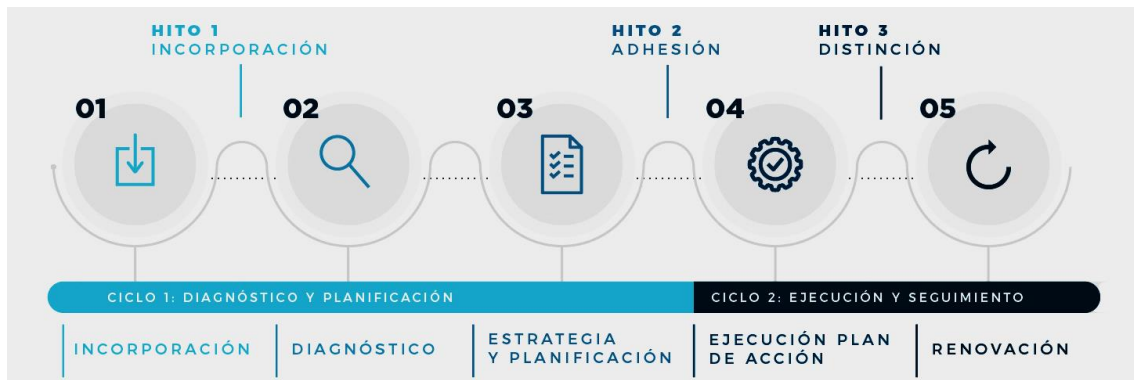 HITO 1
INCORPORACIÓN
HITO 2
ADHESIÓN
HITO 3
DISTINCIÓN
01
02
03
04
05
CICLO 1: DIAGNÓSTICO Y PLANIFICACIÓN
CICLO 2: EJECUCIÓN Y SEGUIMIENTO
INCORPORACIÓN
DIAGNÓSTICO
ESTRATEGIA
Y PLANIFICACIÓN
EJECUCIÓN PLAN
DE ACCIÓN
RENOVACIÓN